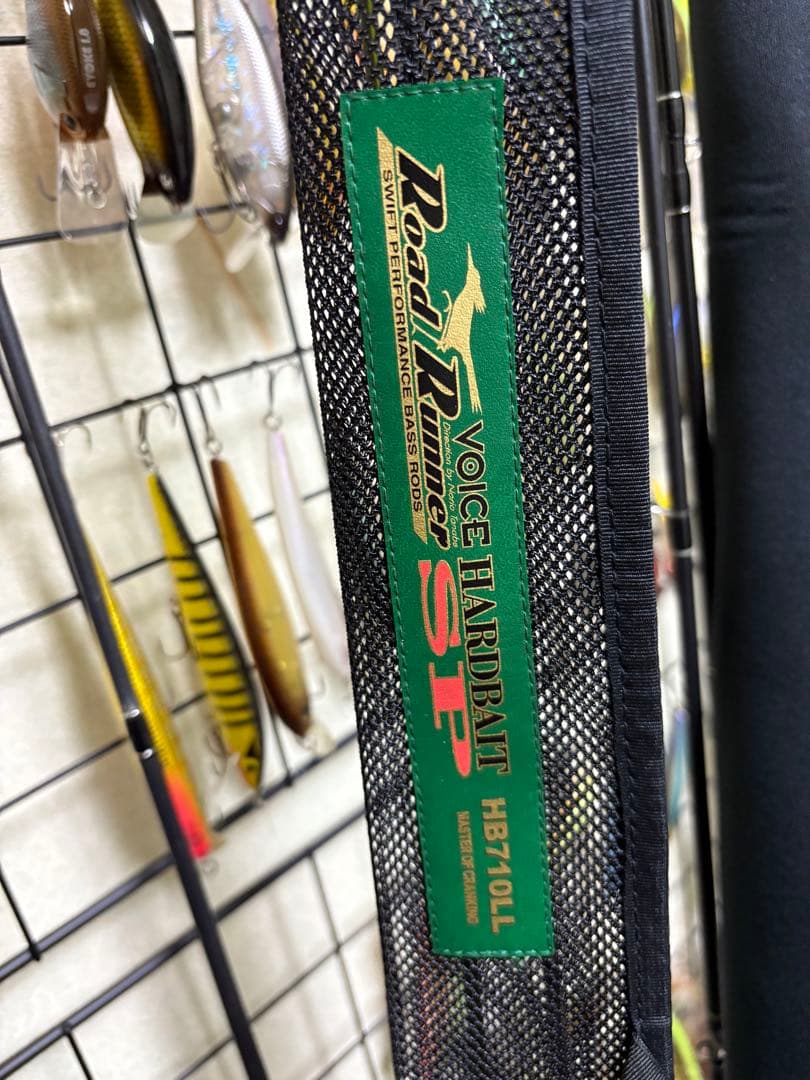 Road Runner
SWIFT PERFORMANCE BASS RODS
VOICE HARDBAIT
Direction by Norio Tanabe
SP
HB710LL
MASTER OF CRANKING